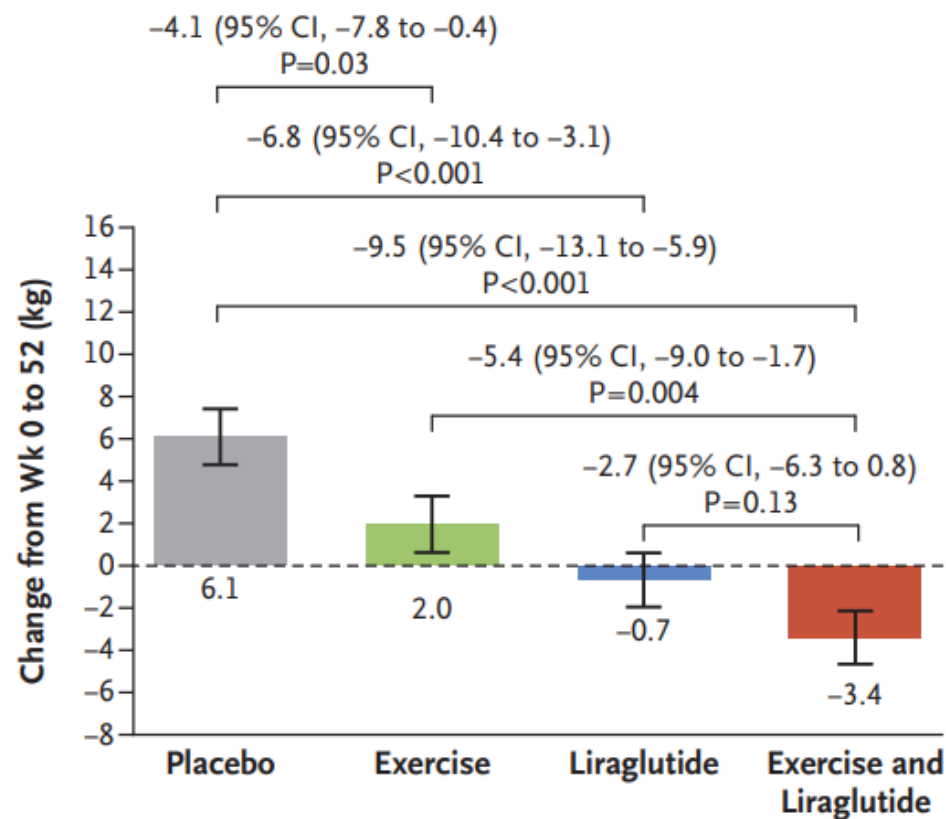 –4.1 (95% CI, –7.8 to –0.4)
P=0.03
–6.8 (95% CI, –10.4 to –3.1)
P<0.001
–9.5 (95% CI, –13.1 to –5.9)
P<0.001
–5.4 (95% CI, –9.0 to –1.7)
P=0.004
–2.7 (95% CI, –6.3 to 0.8)
P=0.13
Change from Wk 0 to 52 (kg)
16
14
12
10
8
6
4
2
0
–2
–4
–6
–8
6.1
2.0
–0.7
–3.4
Placebo
Exercise
Liraglutide
Exercise and
Liraglutide